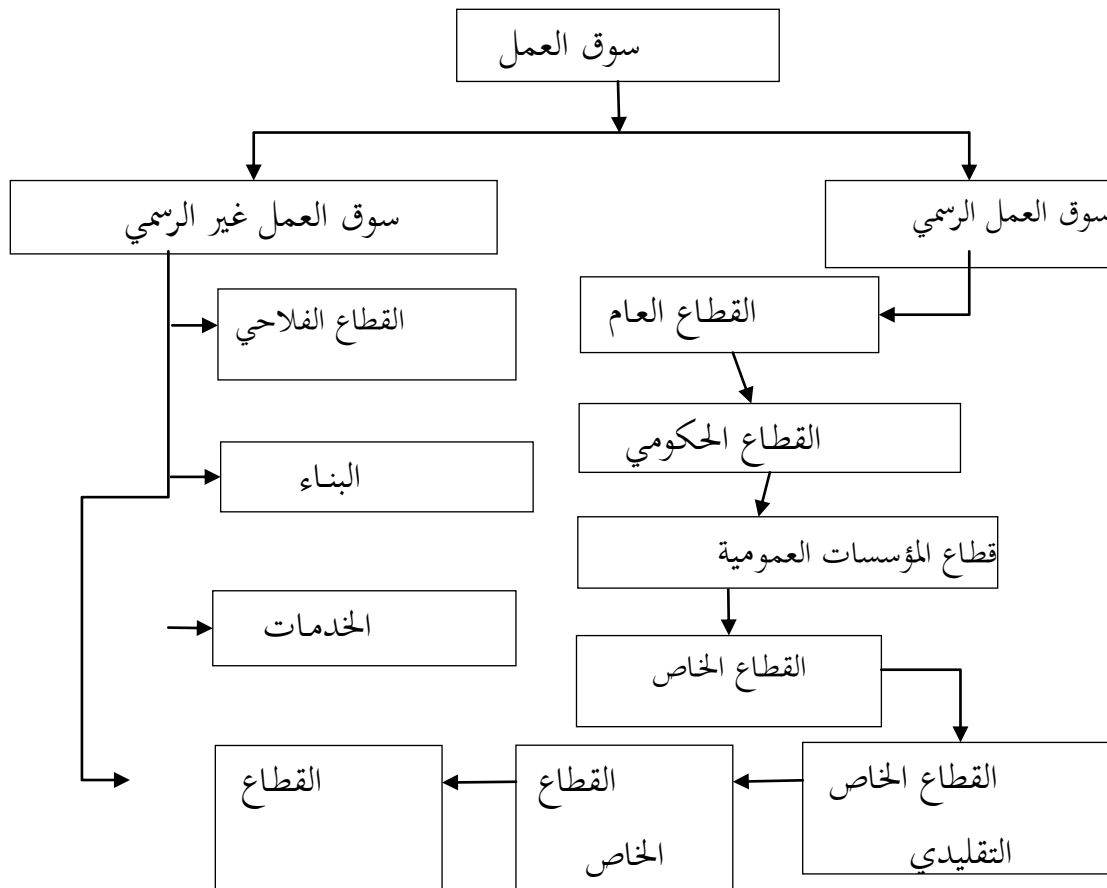 سوق العمل
سوق العمل الرسمي
سوق العمل غير الرسمي
القطاع العام
القطاع الفلاحي
القطاع الحكومي
البناء
قطاع المؤسسات العمومية
الخدمات
القطاع الخاص
القطاع الخاص
التقليدي
القطاع
الخاص
القطاع